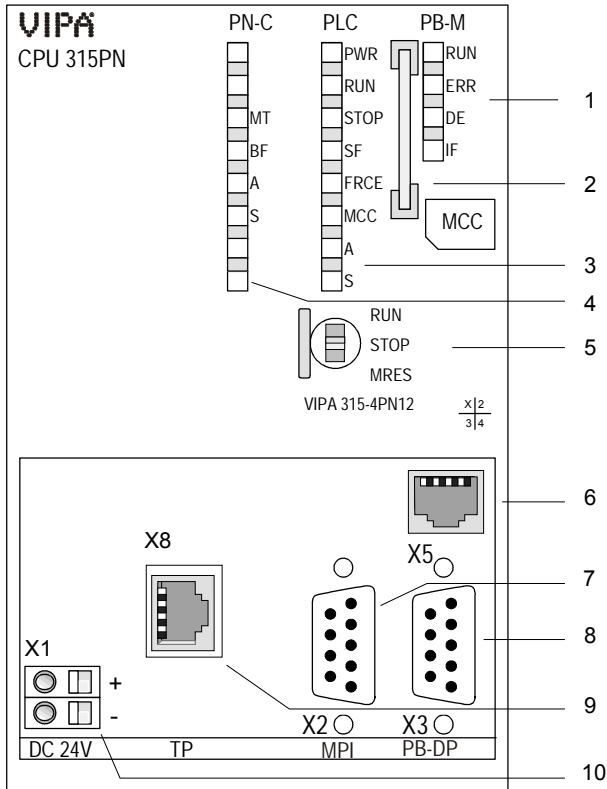 VIPA
CPU 315PN
PN-C PLC PB-M
PWR RUN
RUN ERR
MT STOP DE
BF SF IF
A FRCE
S MCC
MCC
A
S
1
2
3
4
RUN
STOP
MRES
5
VIPA 315-4PN12
X 2
3 4
6
X8
X5
7
8
X1
+
-
9
X2 X3
DC 24V TP MPI PB-DP
10